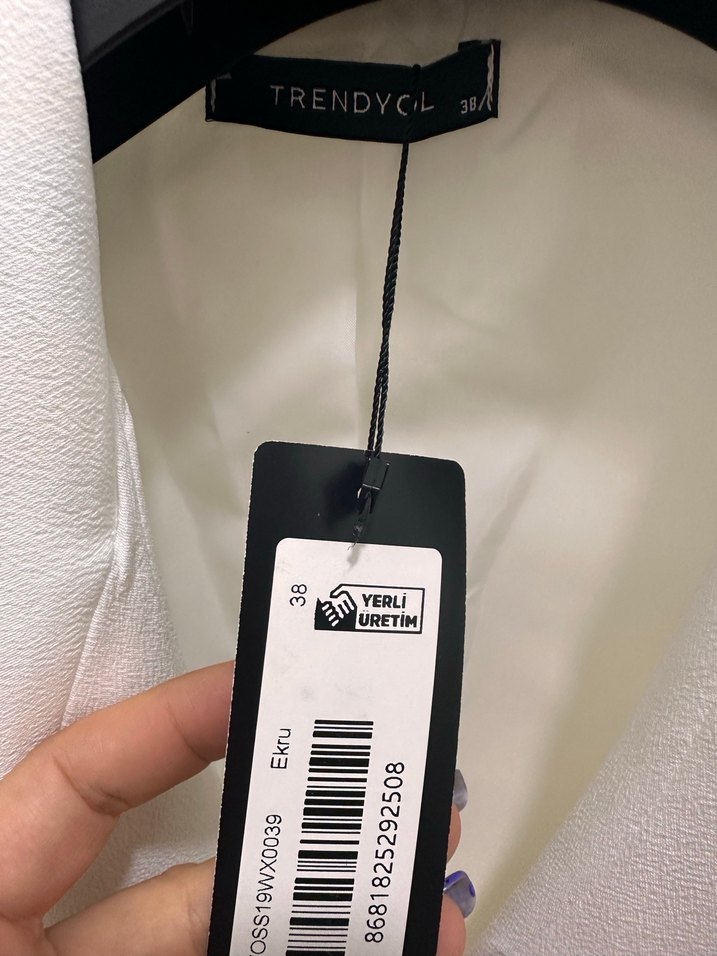 TRENDYOL 38
38
YERLİ
ÜRETİM
Ekru
OSS19WX0039
8681825292508